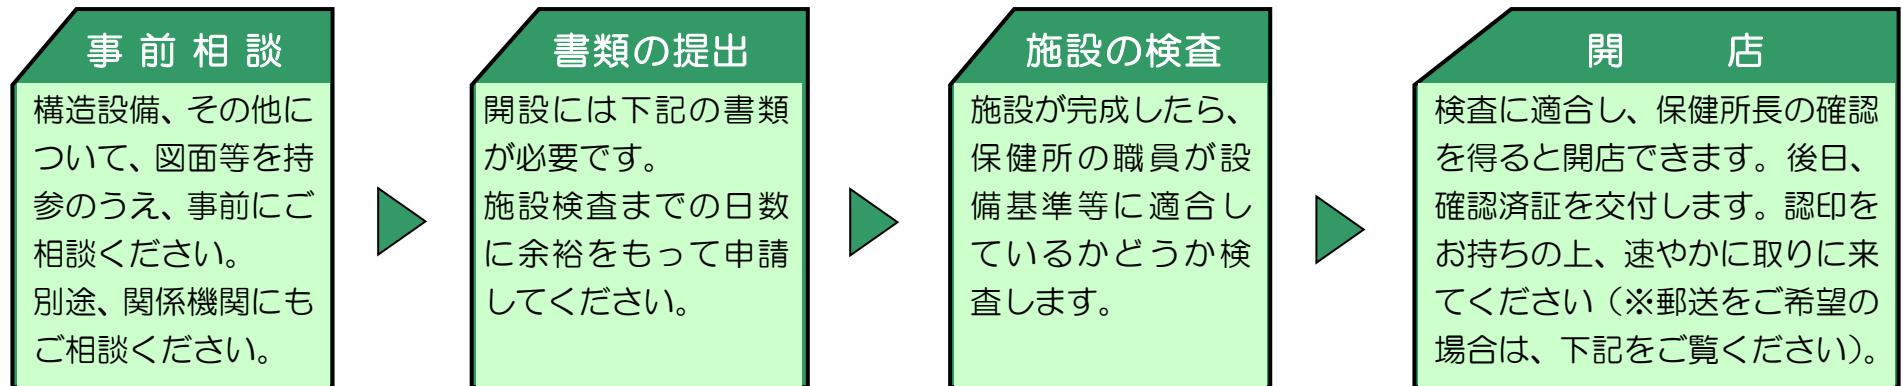 事前相談
構造設備、その他に
ついて、図面等を持
参のうえ、事前にご
相談ください。
別途、関係機関にも
ご相談ください。
書類の提出
開設には下記の書類
が必要です。
施設検査までの日数
に余裕をもって申請
してください。
施設の検査
施設が完成したら、
保健所の職員が設
備基準等に適合し
ているかどうか検
査します。
開店
検査に適合し、保健所長の確認
を得ると開店できます。後日、
確認済証を交付します。認印を
お持ちの上、速やかに取りに来
てください（※郵送をご希望の
場合は、下記をご覧ください）。